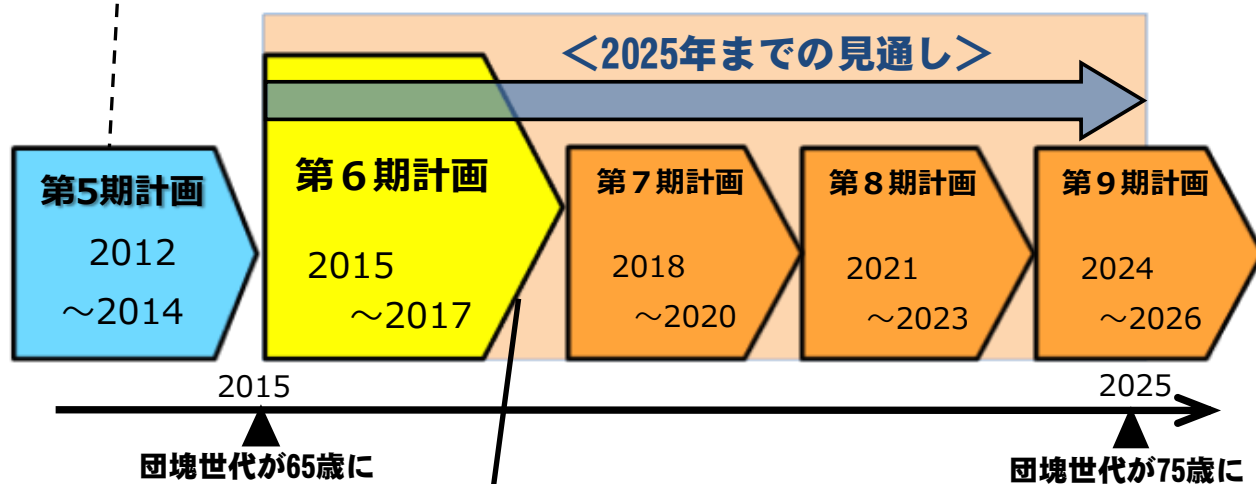 ＜2025年までの見通し＞
第5期計画
2012
～2014
第６期計画
2015
～2017
第７期計画
2018
～2020
第８期計画
2021
～2023
第９期計画
2024
～2026
2015
2025
団塊世代が65歳に
団塊世代が75歳に